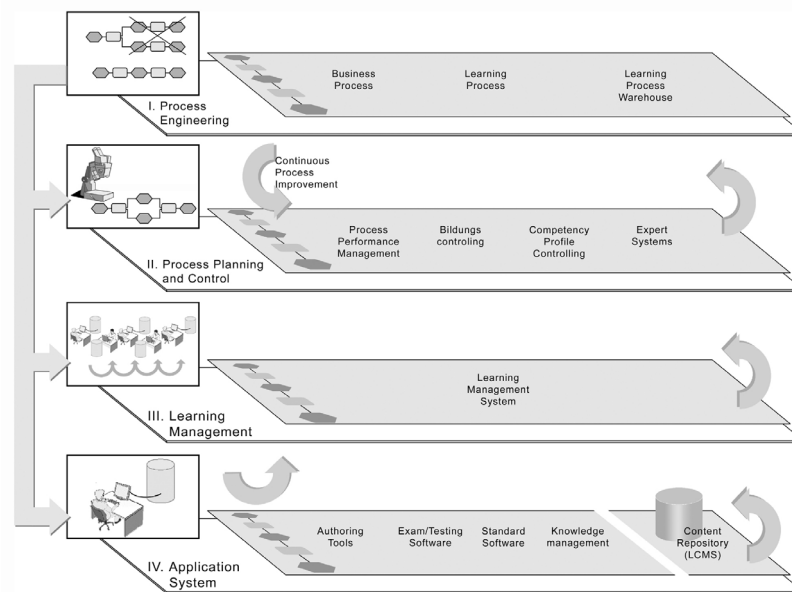 Business
Process
Learning
Process
Learning
Process
Warehouse
I. Process
Engineering
Continuous
Process
Improvement
Process
Performance
Management
Bildungs
controling
Competency
Profile
Controlling
Expert
Systems
II. Process Planning
and Control
Learning
Management
System
III. Learning
Management
Authoring
Tools
Exam/Testing
Software
Standard
Software
Knowledge
management
Content
Repository
(LCMS)
IV. Application
System